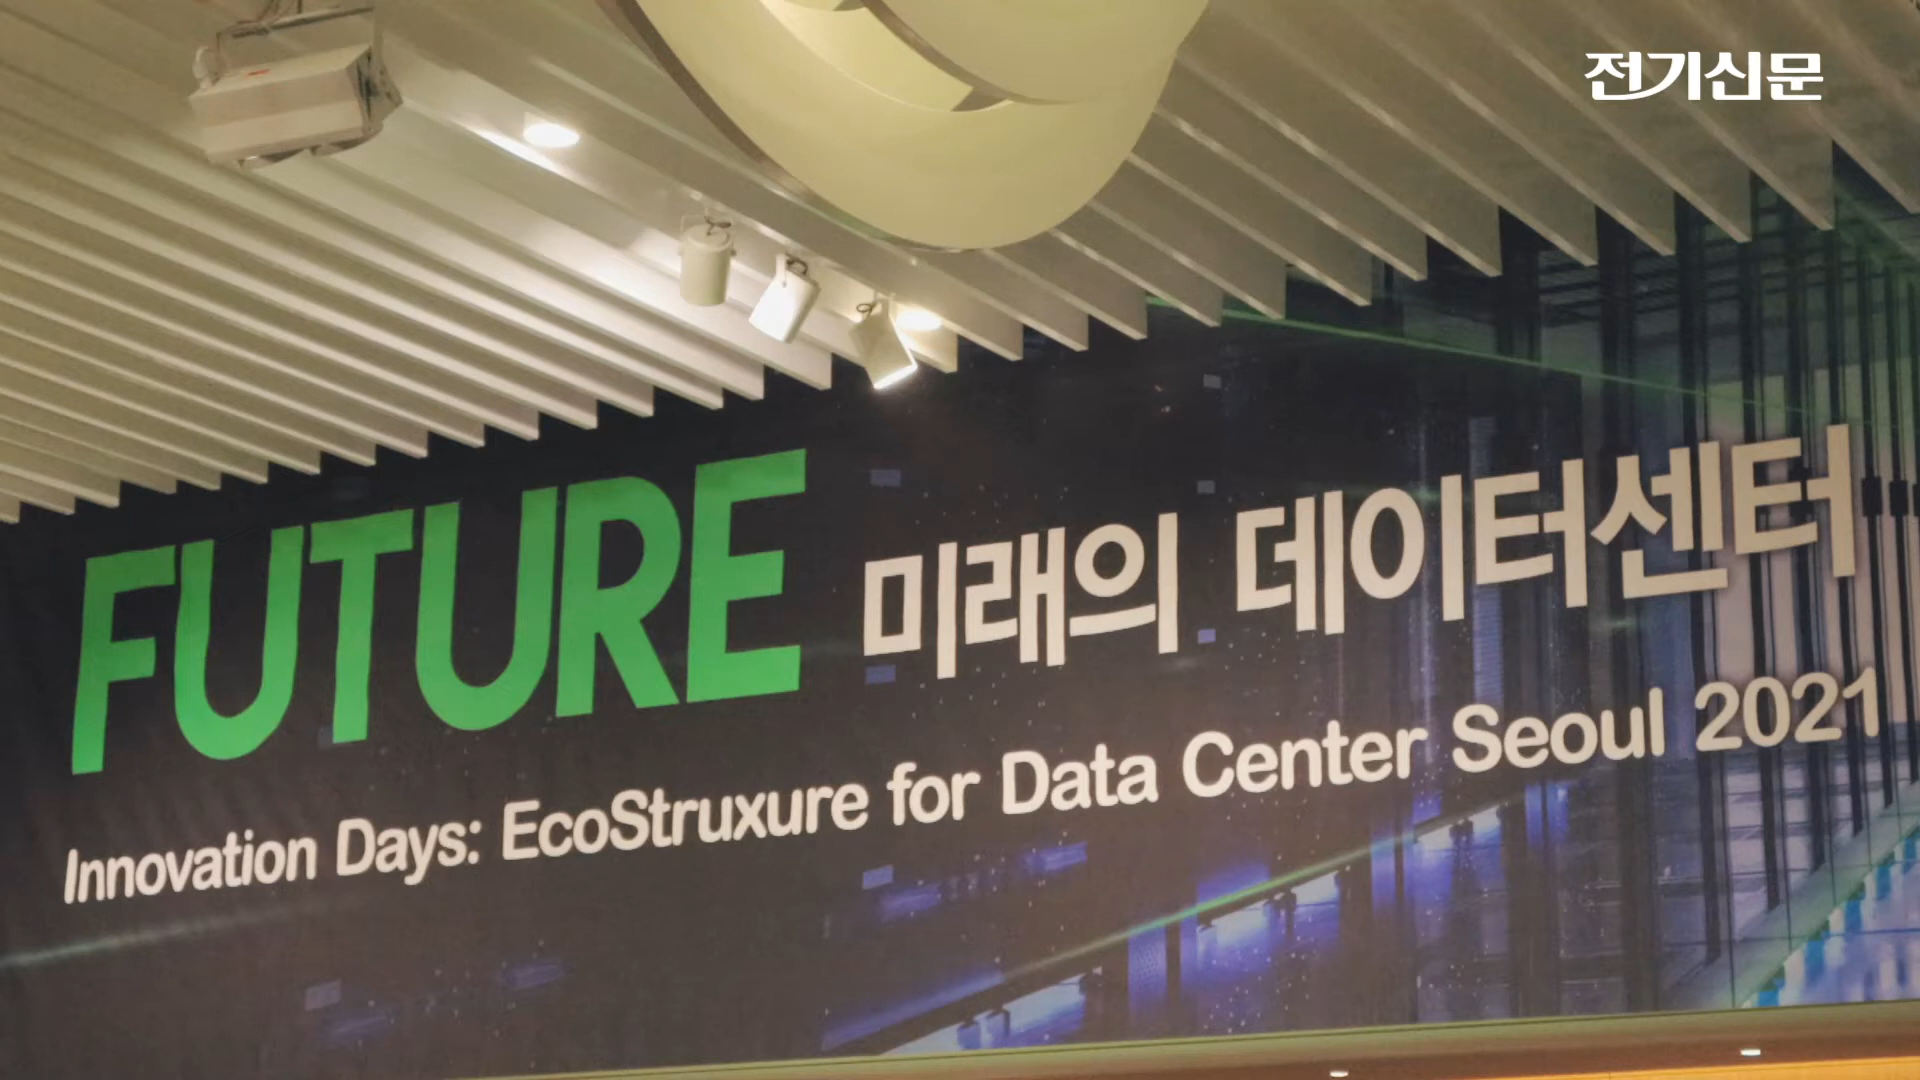 전기신문
FUTURE 미래의 데이터센터
Innovation Days: EcoStruxure for Data Center Seoul 2021